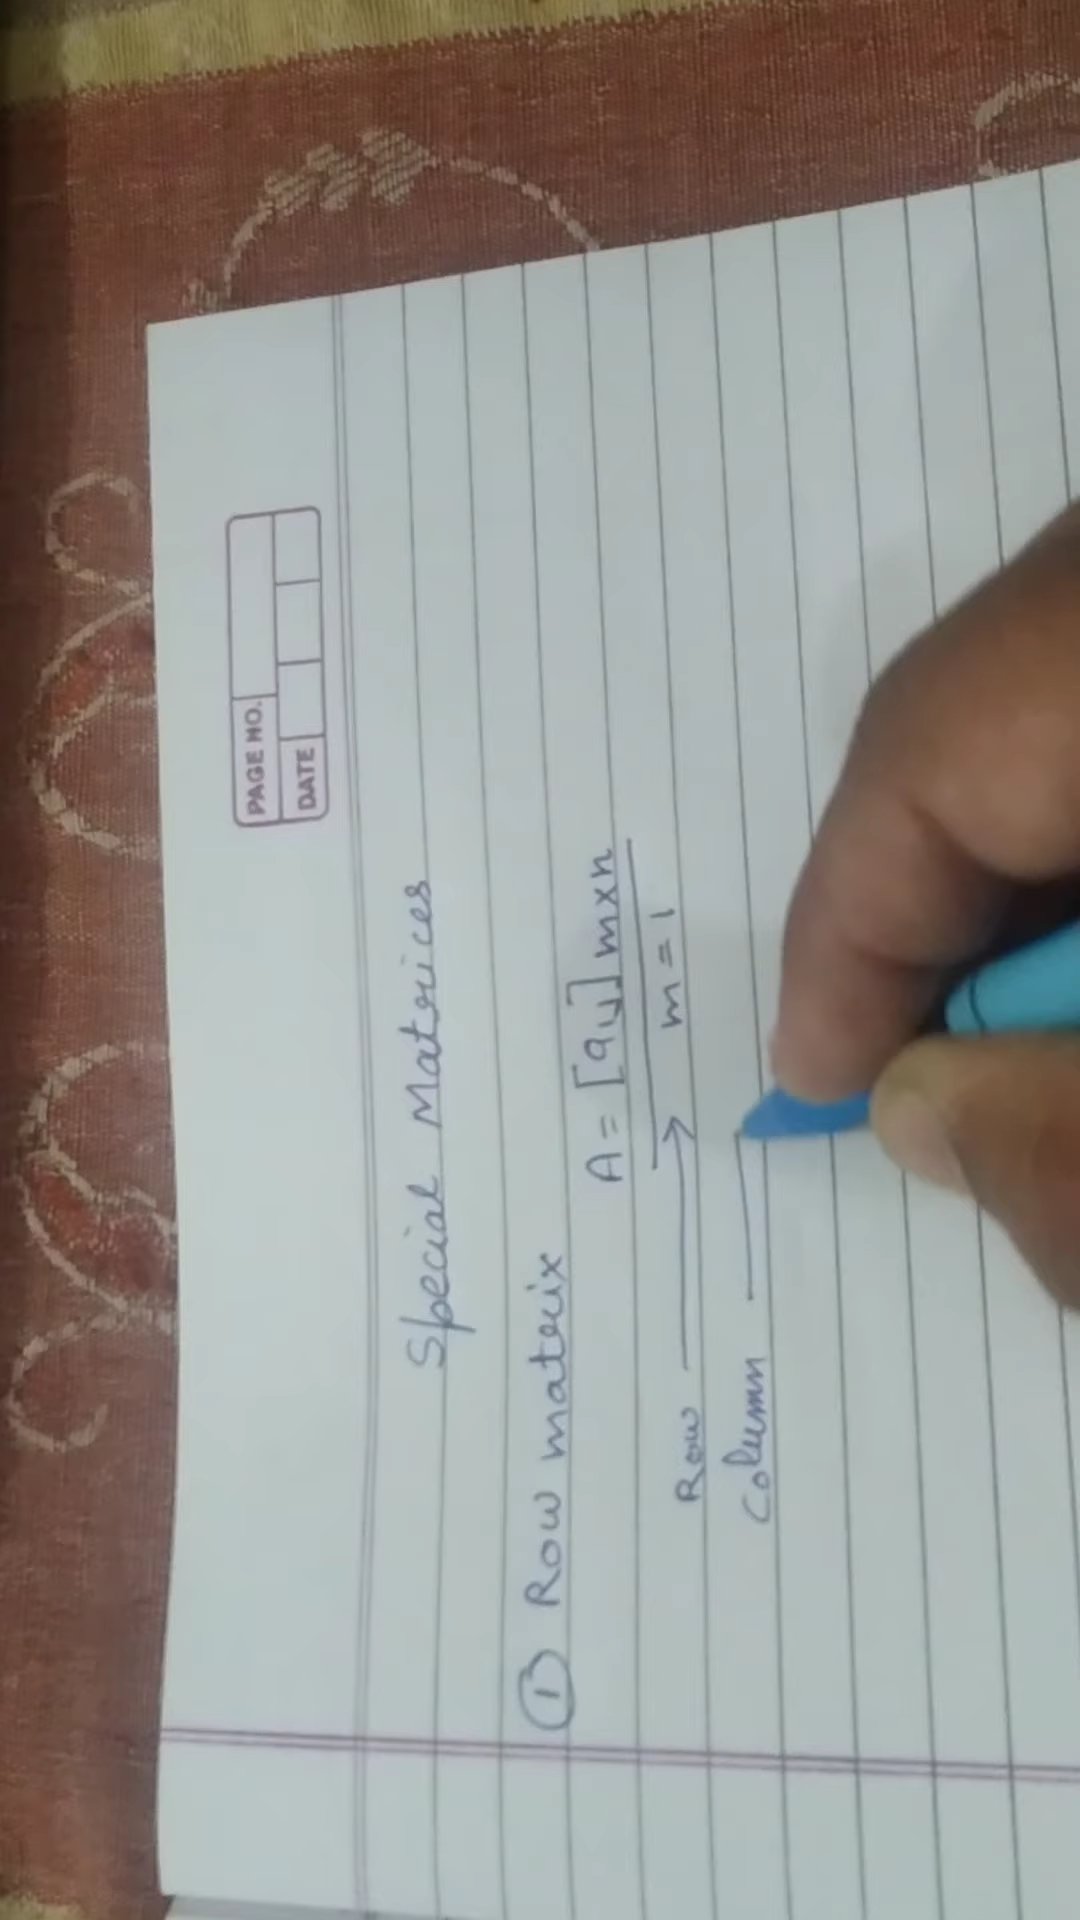 PAGE NO.
DATE
Special Matrices
① Row matrix
A = [aij] m×n
Row → m = 1
Column